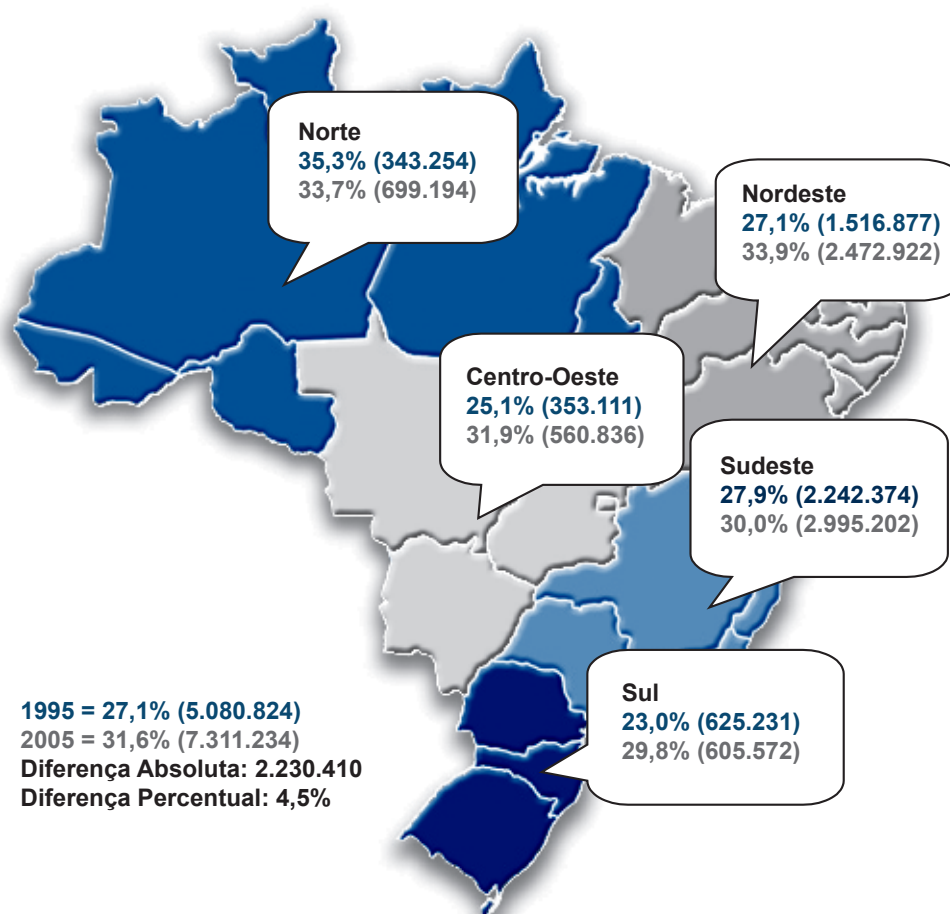 Norte
35,3% (343.254)
33,7% (699.194)
Nordeste
27,1% (1.516.877)
33,9% (2.472.922)
Centro-Oeste
25,1% (353.111)
31,9% (560.836)
Sudeste
27,9% (2.242.374)
30,0% (2.995.202)
Sul
23,0% (625.231)
29,8% (605.572)
1995 = 27,1% (5.080.824)
2005 = 31,6% (7.311.234)
Diferença Absoluta: 2.230.410
Diferença Percentual: 4,5%